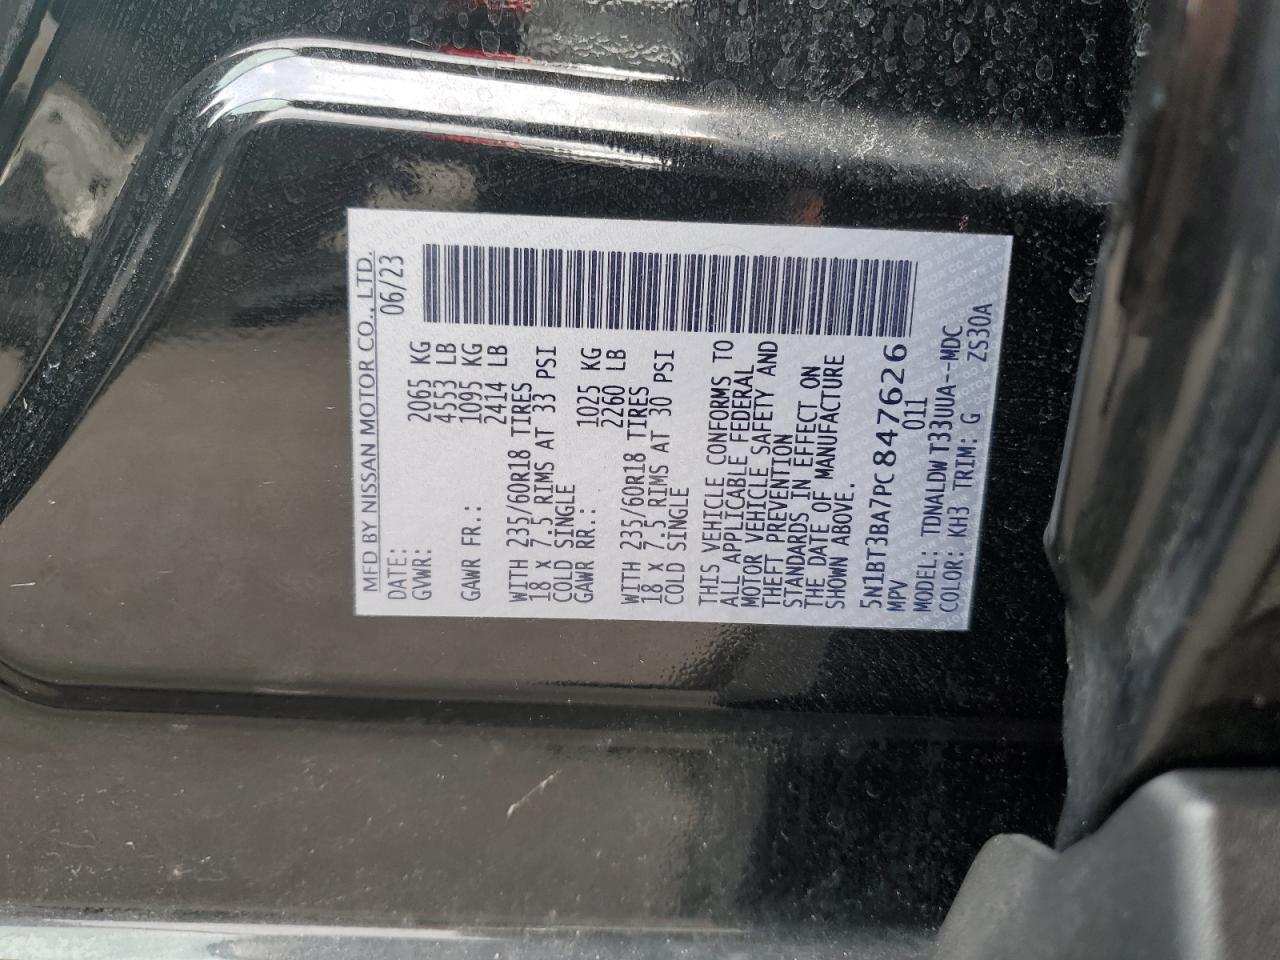 MFD BY NISSAN MOTOR CO., LTD.
DATE: 06/23
GVWR: 2065 KG
4553 LB
GAWR FR.: 1095 KG
2414 LB
WITH 235/60R18 TIRES
18 X 7.5 RIMS AT 33 PSI
COLD SINGLE
GAWR RR.: 1025 KG
2260 LB
WITH 235/60R18 TIRES
18 X 7.5 RIMS AT 30 PSI
COLD SINGLE
THIS VEHICLE CONFORMS TO
ALL APPLICABLE FEDERAL
MOTOR VEHICLE SAFETY AND
THEFT PREVENTION
STANDARDS IN EFFECT ON
THE DATE OF MANUFACTURE
SHOWN ABOVE.
5N1BT3BA7PC847626
MPV 011
MODEL: TDNALDWT33UUA--MDC
COLOR: KH3 TRIM: G ZS30A